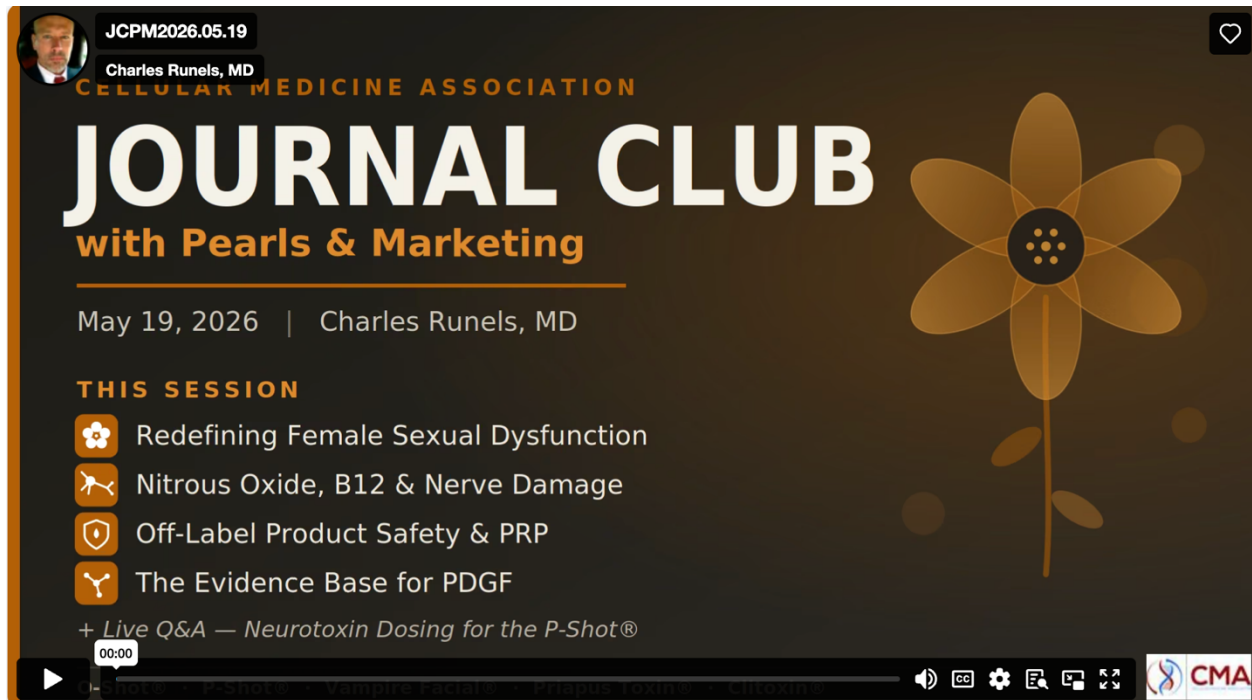 JCPM2026.05.19
Charles Runels, MD
CELLULAR MEDICINE ASSOCIATION
JOURNAL CLUB
with Pearls & Marketing
May 19, 2026 | Charles Runels, MD
THIS SESSION
Redefining Female Sexual Dysfunction
Nitrous Oxide, B12 & Nerve Damage
Off-Label Product Safety & PRP
The Evidence Base for PDGF
+ Live Q&A — Neurotoxin Dosing for the P-Shot®
00:00
O-Shot® · P-Shot® · Vampire Facial® · Priapus Toxin® · Clitoxin®
CC
CMA